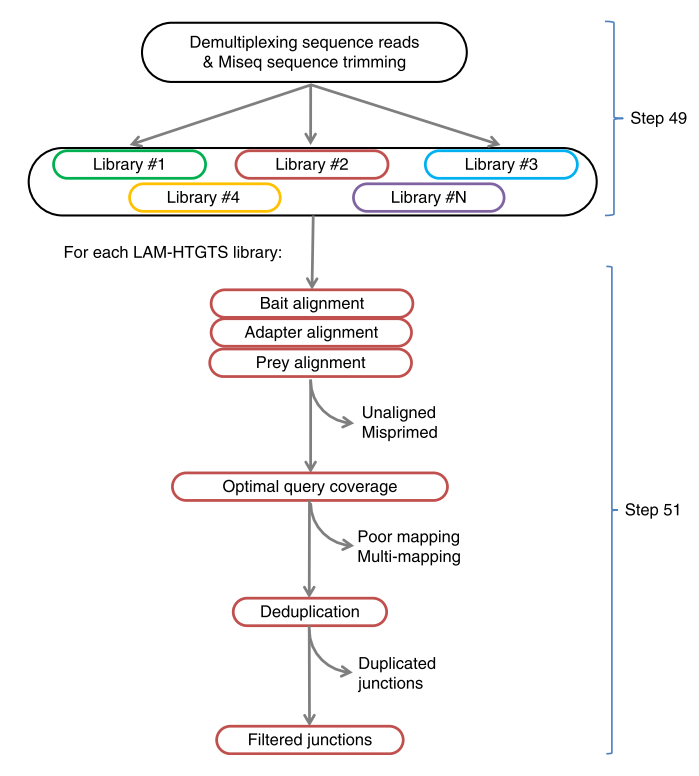 Demultiplexing sequence reads
& Miseq sequence trimming
Step 49
Library #1
Library #2
Library #3
Library #4
Library #N
For each LAM-HTGTS library:
Bait alignment
Adapter alignment
Prey alignment
Unaligned
Misprimed
Optimal query coverage
Step 51
Poor mapping
Multi-mapping
Deduplication
Duplicated
junctions
Filtered junctions